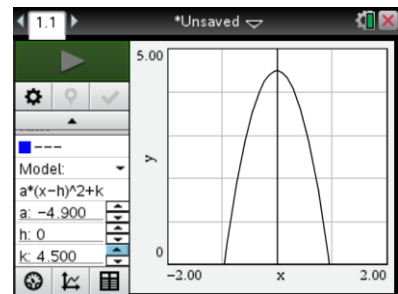 1.1
*Unsaved
---
Model:
a*(x-h)^2+k
a: -4.900
h: 0
k: 4.500
5.00
y
0
-2.00
x
2.00